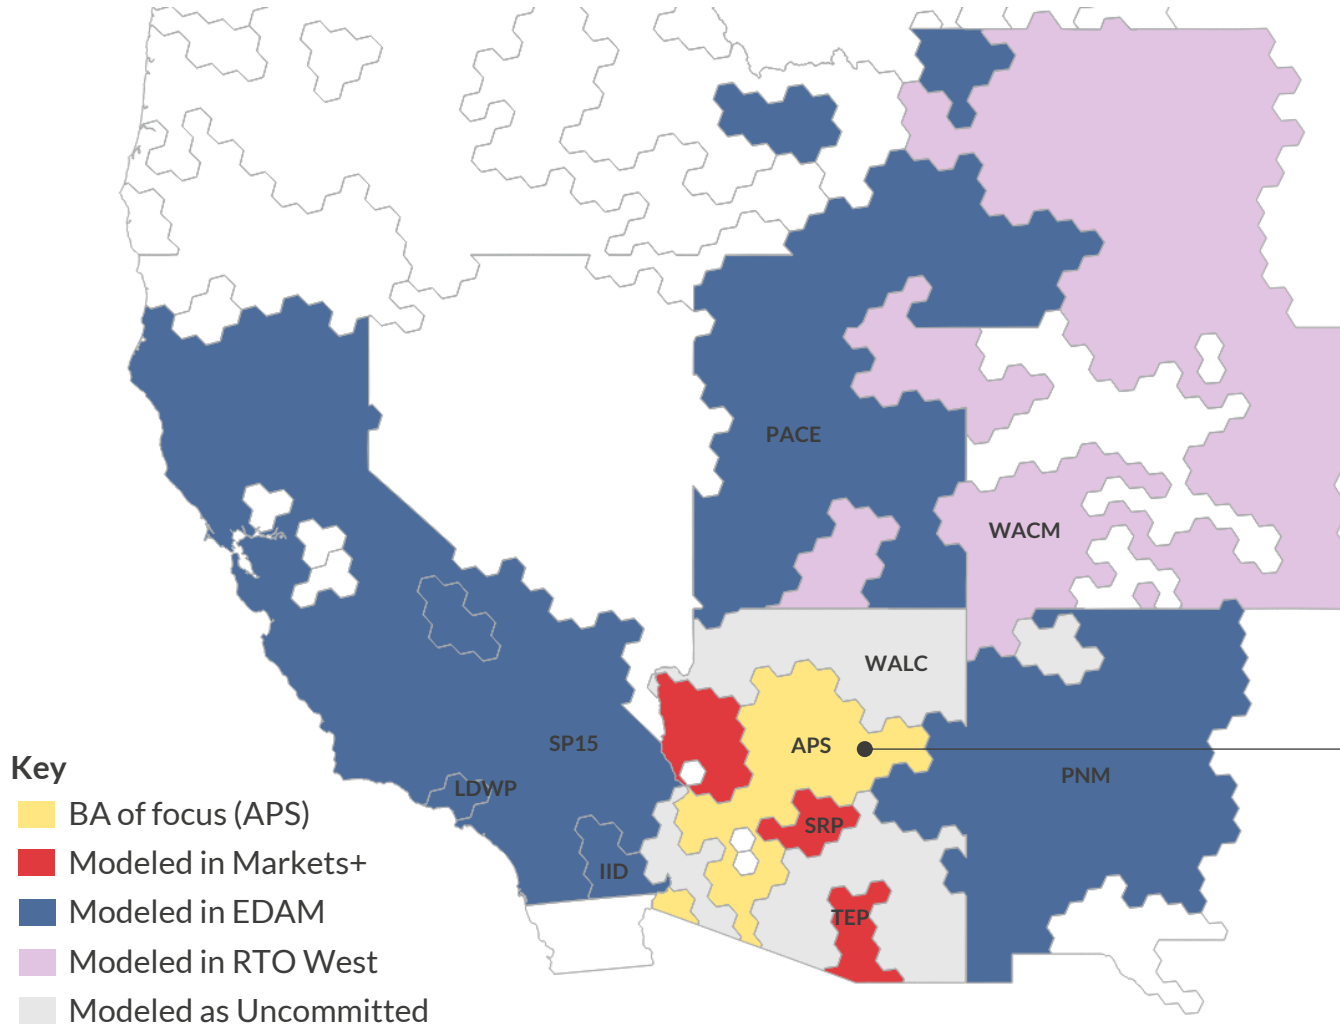 PACE
WACM
WALC
SP15
APS
PNM
LDWP
SRP
IID
TEP
Key
BA of focus (APS)
Modeled in Markets+
Modeled in EDAM
Modeled in RTO West
Modeled as Uncommitted